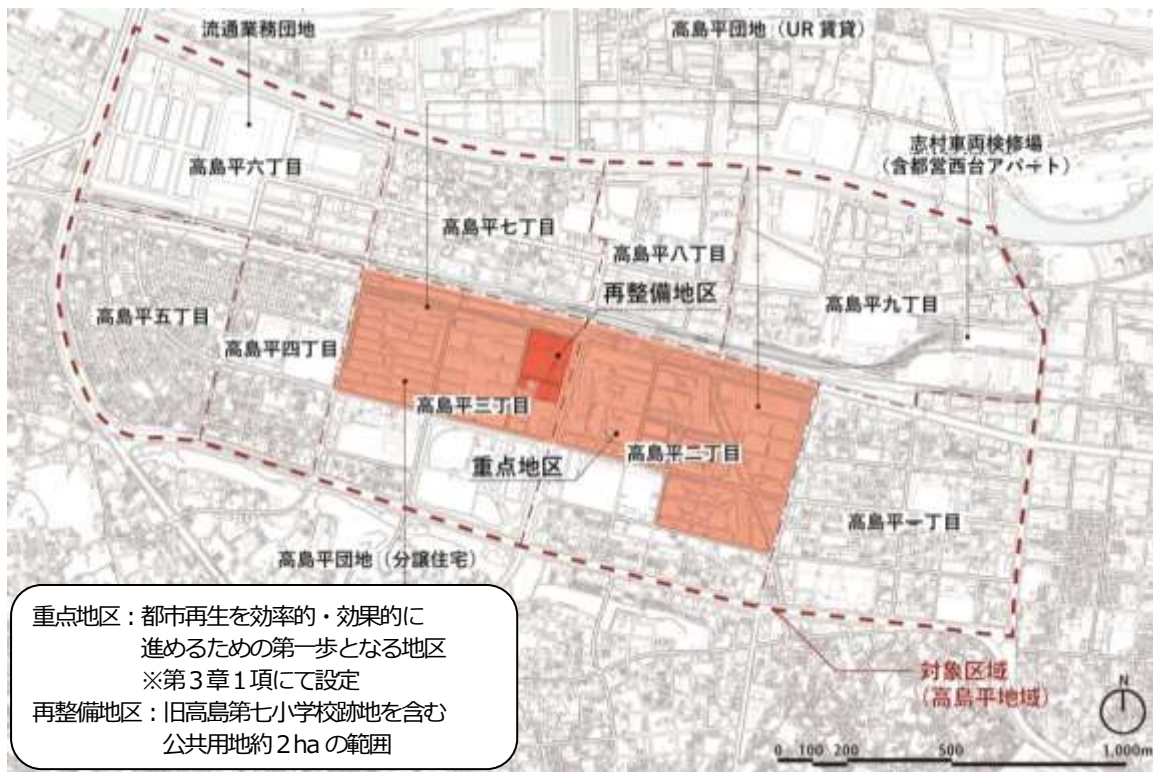 流通業務団地
高島平団地(UR 賃貸)
志村車両検修場
(含都営西台アパート)
高島平六丁目
高島平七丁目
高島平八丁目
再整備地区
高島平九丁目
高島平五丁目
高島平四丁目
高島平三丁目
重点地区
高島平二丁目
高島平一丁目
高島平団地(分譲住宅)
重点地区:都市再生を効率的・効果的に
進めるための第一歩となる地区
※第3章1項にて設定
再整備地区:旧高島第七小学校跡地を含む
公共用地約2haの範囲
対象区域
(高島平地域)
N
0 100 200 500 1,000m